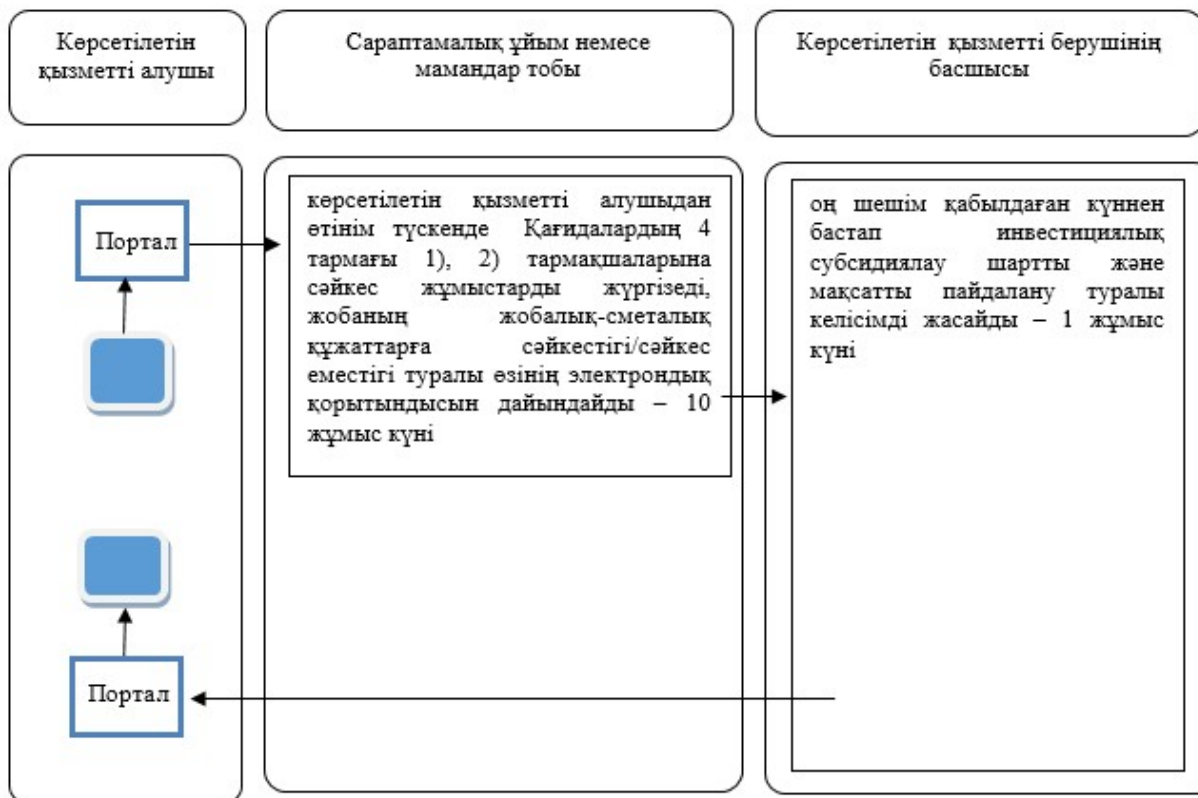 Көрсетілетін
қызметті алушы
Сараптамалық ұйым немесе
мамандар тобы
Көрсетілетін қызметті берушінің
басшысы
Портал
көрсетілетін қызметті алушыдан
өтінім түскенде Қағидалардың 4
тармағы 1), 2) тармақшаларына
сәйкес жұмыстарды жүргізеді,
жобаның жобалық-сметалық
құжаттарға сәйкестігі/сәйкес
еместігі туралы өзінің электрондық
қорытындысын дайындайды – 10
жұмыс күні
оң шешім қабылдаған күннен
бастап инвестициялық
субсидиялау шартты және
мақсатты пайдалану туралы
келісімді жасайды – 1 жұмыс
күні
Портал